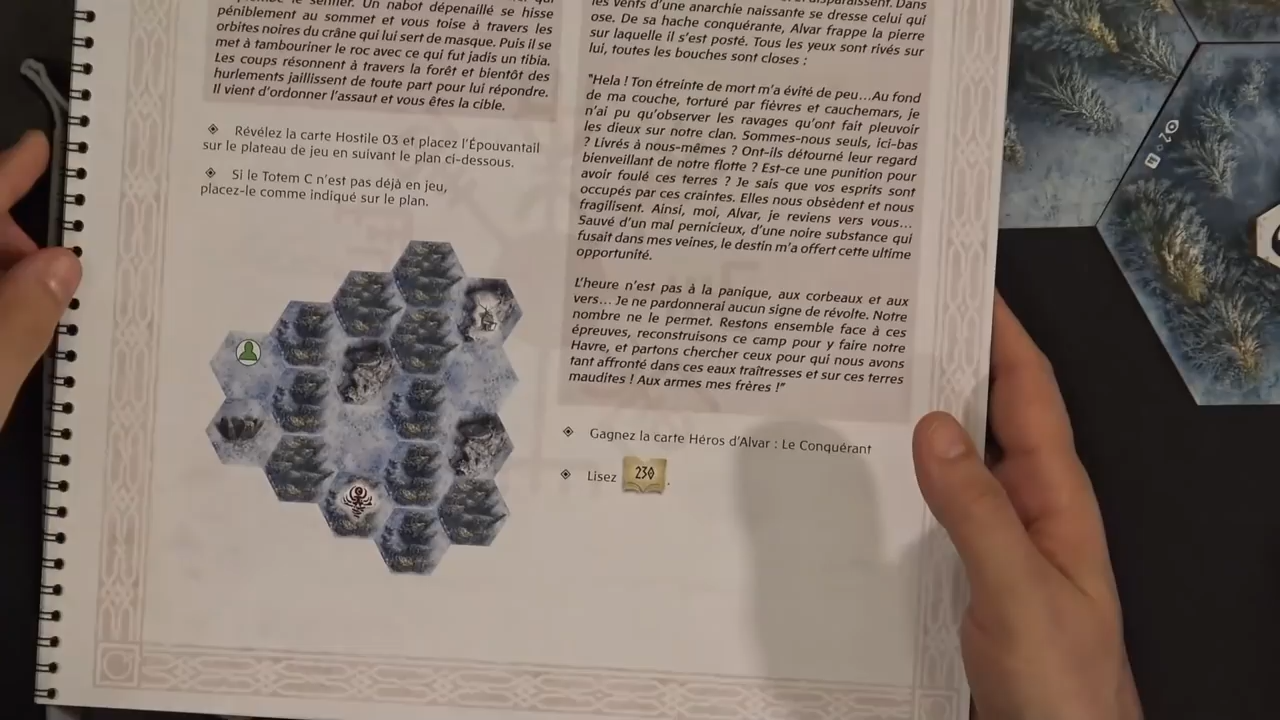 le sentier. Un nabot dépenaillé se hisse
péniblement au sommet et vous toise à travers les
orbites noires du crâne qui lui sert de masque. Puis il se
met à tambouriner le roc avec ce qui fut jadis un tibia.
Les coups résonnent à travers la forêt et bientôt des
hurlements jaillissent de toute part pour lui répondre.
Il vient d'ordonner l'assaut et vous êtes la cible.
Révélez la carte Hostile 03 et placez l'Épouvantail
sur le plateau de jeu en suivant le plan ci-dessous.
Si le Totem C n'est pas déjà en jeu,
placez-le comme indiqué sur le plan.
disparaissent. Dans
les vents d'une anarchie naissante se dresse celui qui
ose. De sa hache conquérante, Alvar frappe la pierre
sur laquelle il s'est posté. Tous les yeux sont rivés sur
lui, toutes les bouches sont closes :
"Hela ! Ton étreinte de mort m'a évité de peu...Au fond
de ma couche, torturé par fièvres et cauchemars, je
n'ai pu qu'observer les ravages qu'ont fait pleuvoir
les dieux sur notre clan. Sommes-nous seuls, ici-bas
? Livrés à nous-mêmes ? Ont-ils détourné leur regard
bienveillant de notre flotte ? Est-ce une punition pour
avoir foulé ces terres ? Je sais que vos esprits sont
occupés par ces craintes. Elles nous obsèdent et nous
fragilisent. Ainsi, moi, Alvar, je reviens vers vous...
Sauvé d'un mal pernicieux, d'une noire substance qui
fusait dans mes veines, le destin m'a offert cette ultime
opportunité.
L'heure n'est pas à la panique, aux corbeaux et aux
vers... Je ne pardonnerai aucun signe de révolte. Notre
nombre ne le permet. Restons ensemble face à ces
épreuves, reconstruisons ce camp pour y faire notre
Havre, et partons chercher ceux pour qui nous avons
tant affronté dans ces eaux traîtresses et sur ces terres
maudites ! Aux armes mes frères !"
Gagnez la carte Héros d'Alvar : Le Conquérant
Lisez 230.